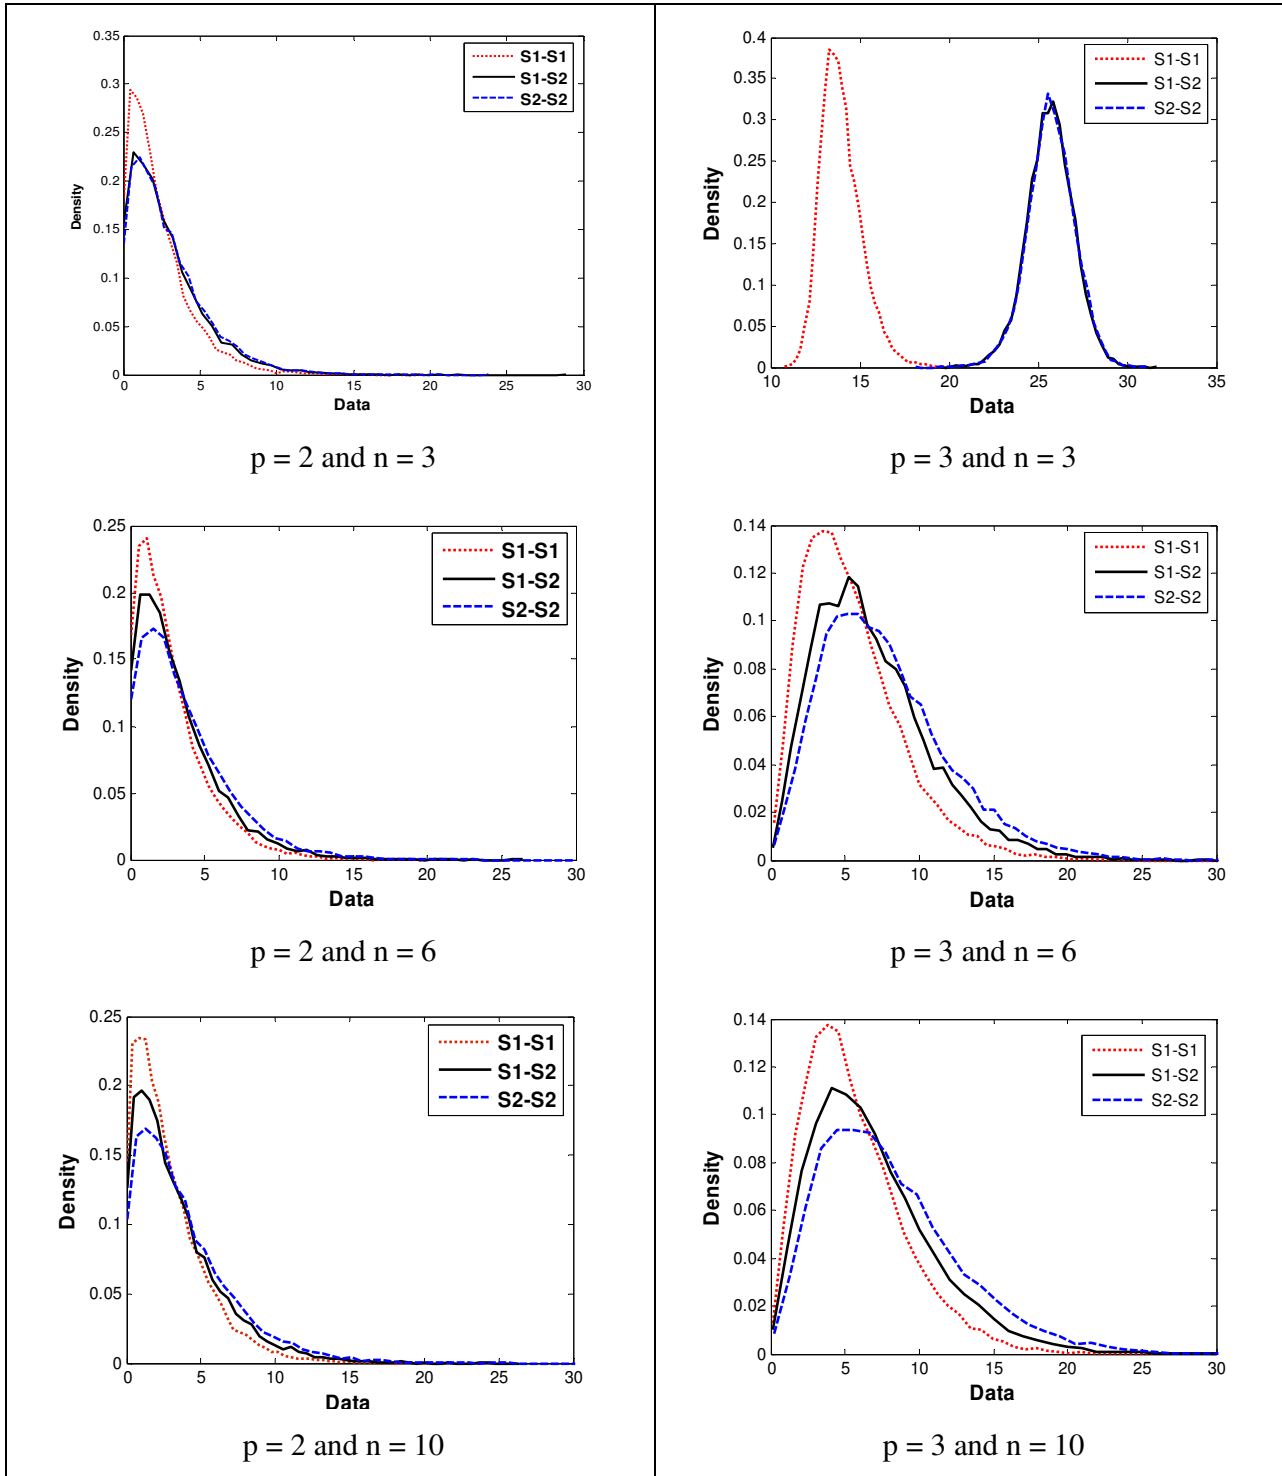 0.35
0.3
0.25
0.2
0.15
0.1
0.05
0
Density
S1-S1
S1-S2
S2-S2
0 5 10 15 20 25 30
Data
p = 2 and n = 3
0.4
0.35
0.3
0.25
0.2
0.15
0.1
0.05
0
Density
S1-S1
S1-S2
S2-S2
10 15 20 25 30 35
Data
p = 3 and n = 3
0.25
0.2
0.15
0.1
0.05
0
Density
S1-S1
S1-S2
S2-S2
0 5 10 15 20 25 30
Data
p = 2 and n = 6
0.14
0.12
0.1
0.08
0.06
0.04
0.02
0
Density
S1-S1
S1-S2
S2-S2
0 5 10 15 20 25 30
Data
p = 3 and n = 6
0.25
0.2
0.15
0.1
0.05
0
Density
S1-S1
S1-S2
S2-S2
0 5 10 15 20 25 30
Data
p = 2 and n = 10
0.14
0.12
0.1
0.08
0.06
0.04
0.02
0
Density
S1-S1
S1-S2
S2-S2
0 5 10 15 20 25 30
Data
p = 3 and n = 10